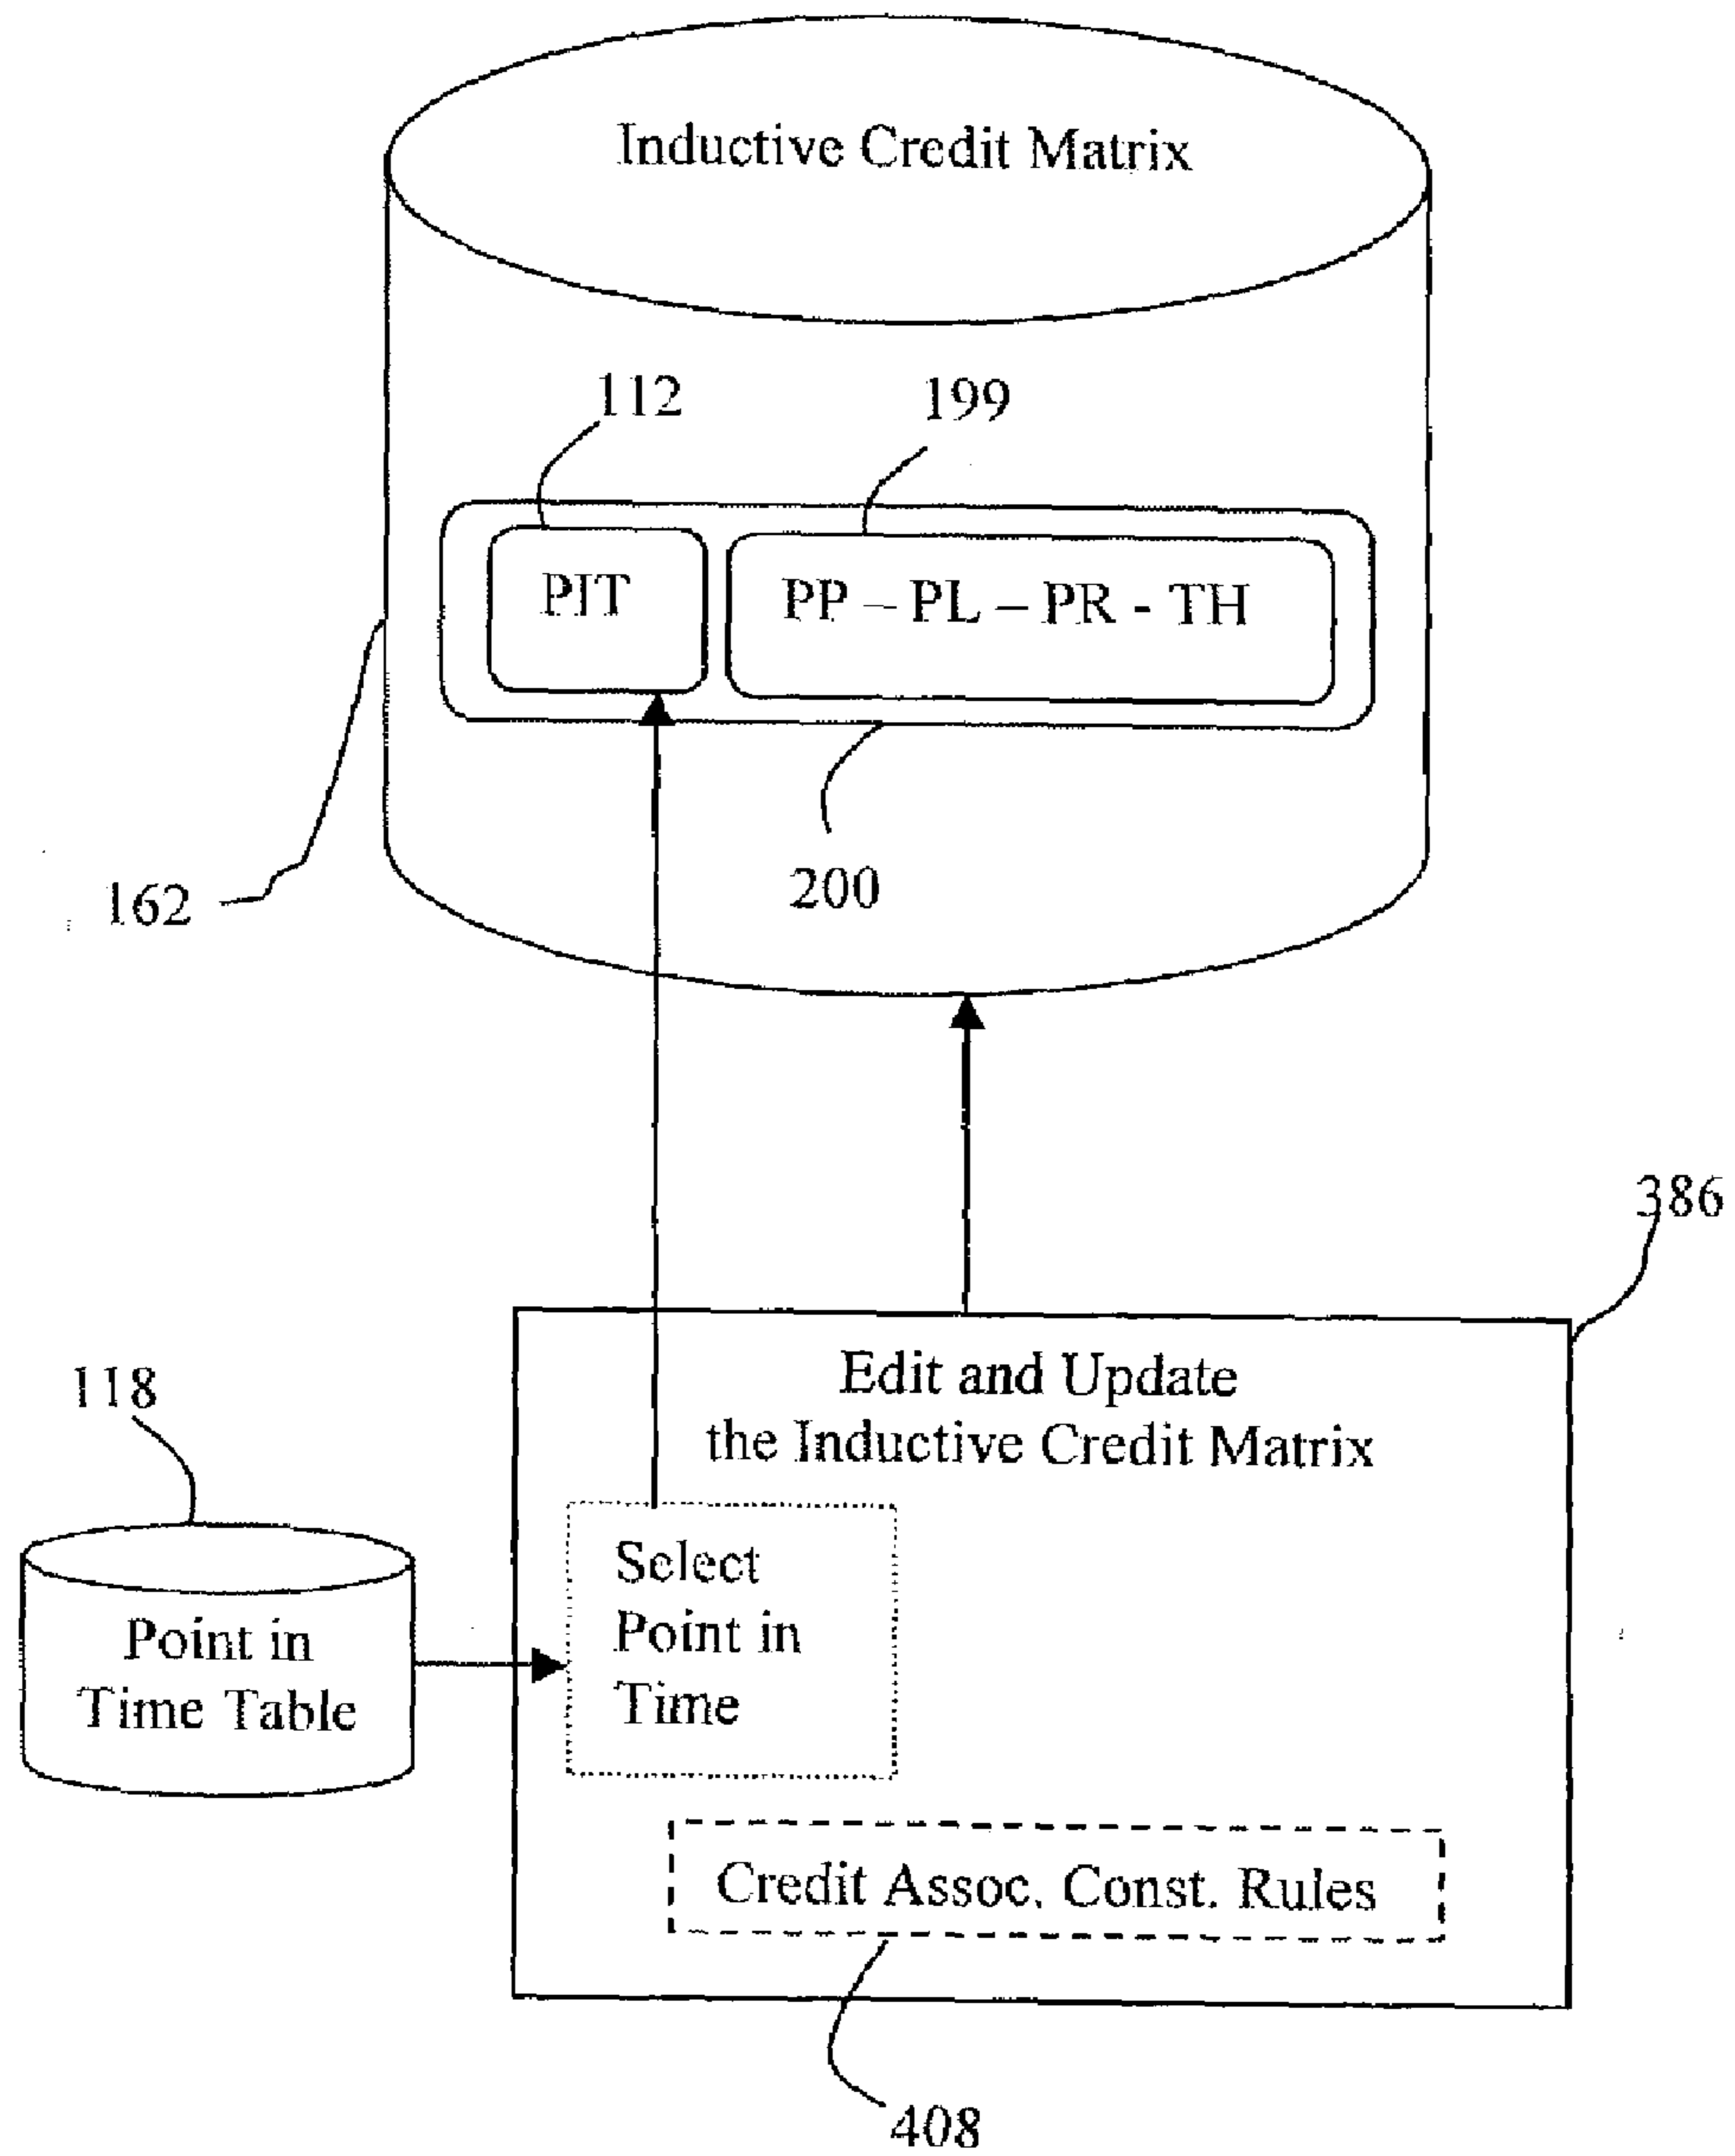 Inductive Credit Matrix
112
199
PIT
PP – PL – PR - TH
162
200
386
Edit and Update
the Inductive Credit Matrix
118
Select
Point in
Time
Point in
Time Table
Credit Assoc. Const. Rules
408